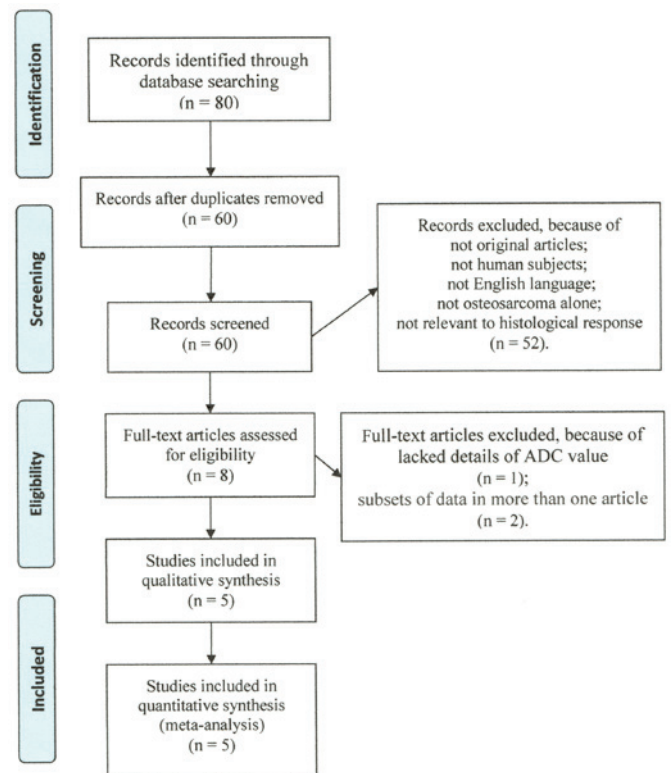 Identification
Records identified through
database searching
(n = 80)
Records after duplicates removed
(n = 60)
Screening
Records screened
(n = 60)
Records excluded, because of
not original articles;
not human subjects;
not English language;
not osteosarcoma alone;
not relevant to histological response
(n = 52).
Eligibility
Full-text articles assessed
for eligibility
(n = 8)
Full-text articles excluded, because of
lacked details of ADC value
(n = 1);
subsets of data in more than one article
(n = 2).
Studies included in
qualitative synthesis
(n = 5)
Included
Studies included in
quantitative synthesis
(meta-analysis)
(n = 5)